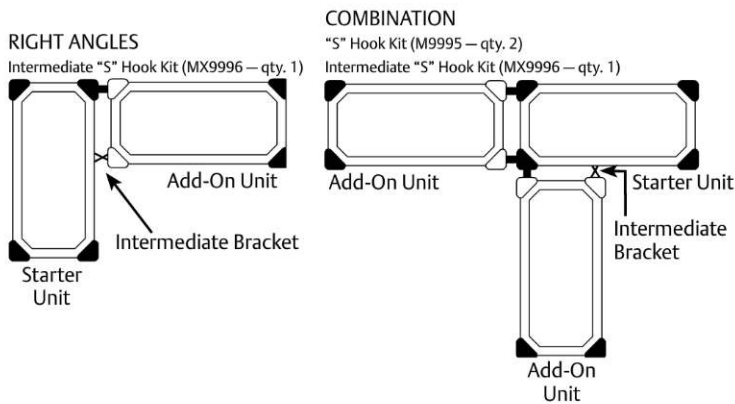 RIGHT ANGLES
Intermediate “S” Hook Kit (MX9996 — qty. 1)
Add-On Unit
Intermediate Bracket
Starter
Unit
COMBINATION
“S” Hook Kit (M9995 — qty. 2)
Intermediate “S” Hook Kit (MX9996 — qty. 1)
Add-On Unit
Starter Unit
Intermediate
Bracket
Add-On
Unit